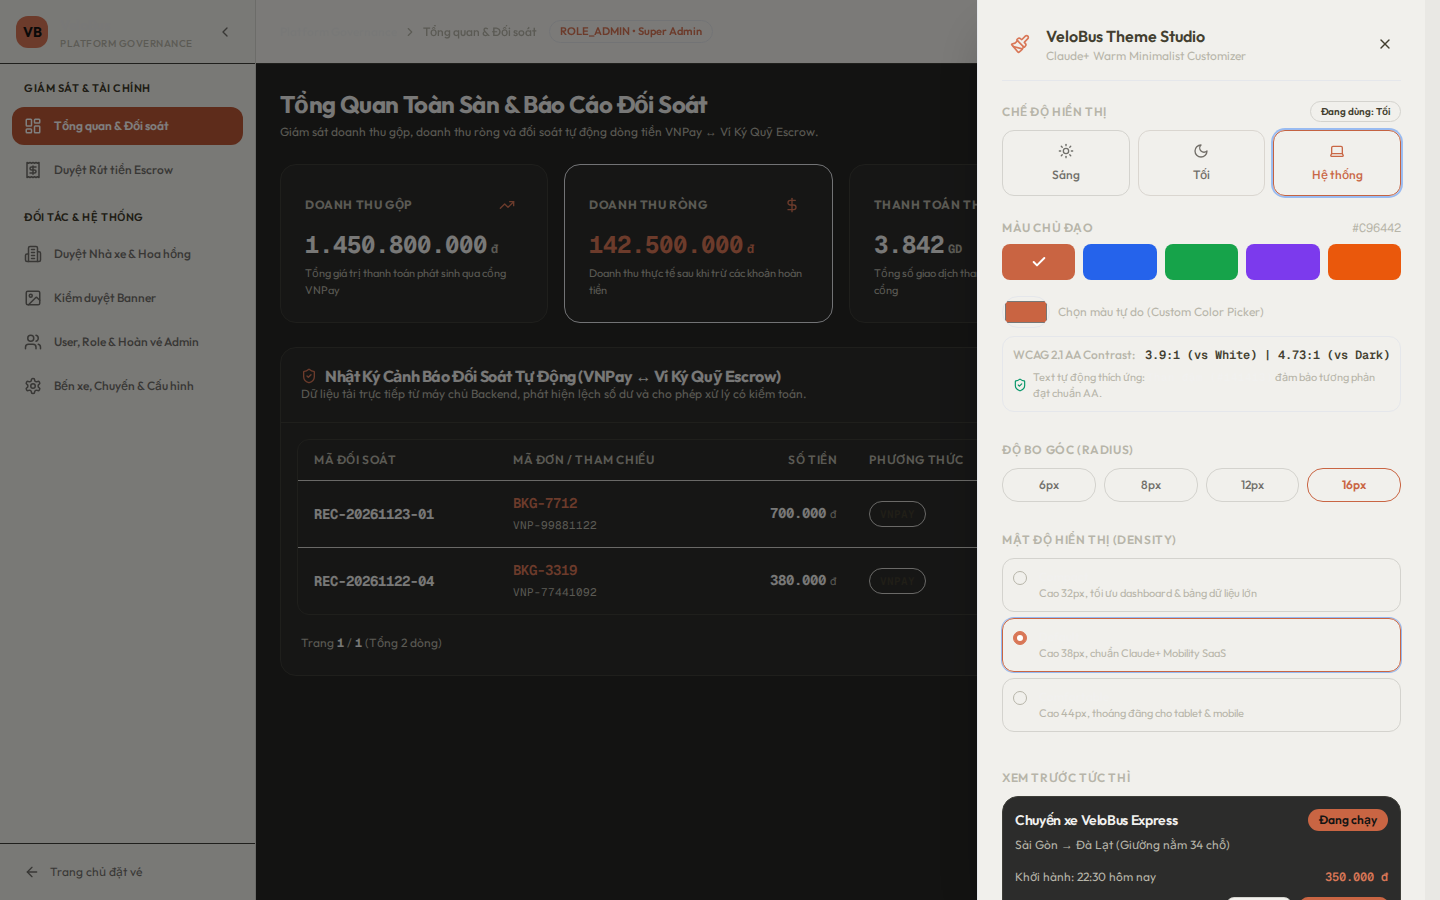 VB
PLATFORM GOVERNANCE
GIÁM SÁT & TÀI CHÍNH
Tổng quan & Đối soát
Duyệt Rút tiền Escrow
ĐỐI TÁC & HỆ THỐNG
Duyệt Nhà xe & Hoa hồng
Kiểm duyệt Banner
User, Role & Hoàn vé Admin
Bến xe, Chuyến & Cấu hình
Trang chủ đặt vé
Tổng quan & Đối soát
ROLE_ADMIN • Super Admin
Tổng Quan Toàn Sàn & Báo Cáo Đối Soát
Giám sát doanh thu gộp, doanh thu ròng và đối soát tự động dòng tiền VNPay ↔ Ví Ký Quỹ Escrow.
DOANH THU GỘP
1.450.800.000 đ
Tổng giá trị thanh toán phát sinh qua cổng
VNPay
DOANH THU RÒNG
142.500.000 đ
Doanh thu thực tế sau khi trừ các khoản hoàn
tiền
THANH TOÁN TH
3.842 GD
Tổng số giao dịch tha
cổng
Nhật Ký Cảnh Báo Đối Soát Tự Động (VNPay ↔ Ví Ký Quỹ Escrow)
Dữ liệu tải trực tiếp từ máy chủ Backend, phát hiện lệch số dư và cho phép xử lý có kiểm toán.
MÃ ĐỐI SOÁT MÃ ĐƠN / THAM CHIẾU SỐ TIỀN PHƯƠNG THỨC
REC-20261123-01 BKG-7712 700.000 đ VNPAY
VNP-99881122
REC-20261122-04 BKG-3319 380.000 đ VNPAY
VNP-77441092
Trang 1 / 1 (Tổng 2 dòng)
VeloBus Theme Studio
Claude+ Warm Minimalist Customizer
CHẾ ĐỘ HIỂN THỊ
Đang dùng: Tối
Sáng
Tối
Hệ thống
MÀU CHỦ ĐẠO
#C96442
Chọn màu tự do (Custom Color Picker)
WCAG 2.1 AA Contrast: 3.9:1 (vs White) | 4.73:1 (vs Dark)
Text tự động thích ứng: đảm bảo tương phản
đạt chuẩn AA.
ĐỘ BO GÓC (RADIUS)
6px
8px
12px
16px
MẬT ĐỘ HIỂN THỊ (DENSITY)
Cao 32px, tối ưu dashboard & bảng dữ liệu lớn
Cao 38px, chuẩn Claude+ Mobility SaaS
Cao 44px, thoáng đãng cho tablet & mobile
XEM TRƯỚC TỨC THÌ
Chuyến xe VeloBus Express
Đang chạy
Sài Gòn → Đà Lạt (Giường nằm 34 chỗ)
Khởi hành: 22:30 hôm nay
350.000 đ